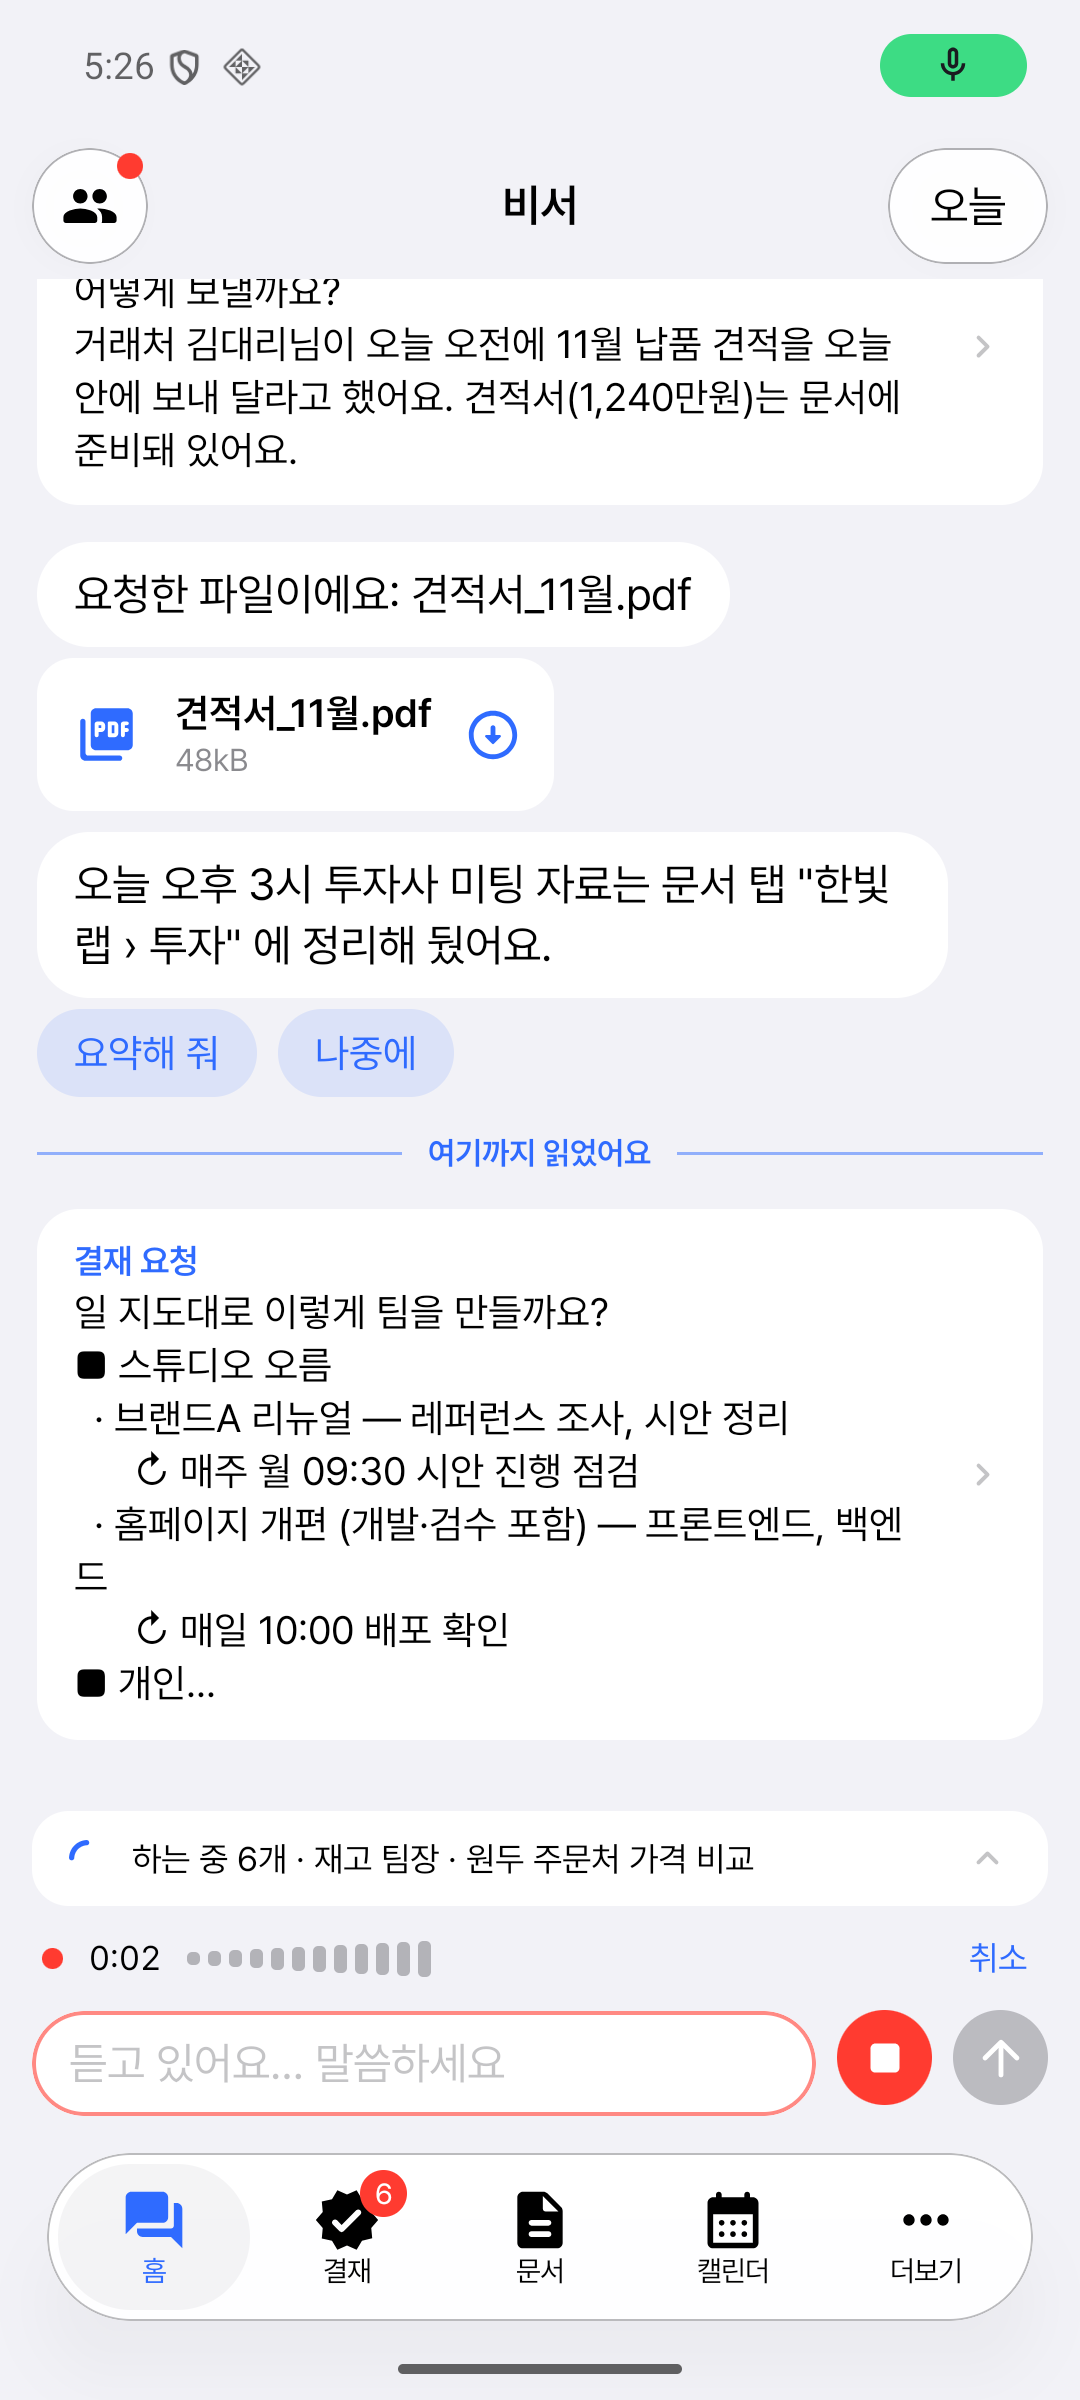 5:26
비서
오늘
어떻게 보낼까요?
거래처 김대리님이 오늘 오전에 11월 납품 견적을 오늘
안에 보내 달라고 했어요. 견적서(1,240만원)는 문서에
준비돼 있어요.
요청한 파일이에요: 견적서_11월.pdf
PDF
견적서_11월.pdf
48kB
오늘 오후 3시 투자사 미팅 자료는 문서 탭 "한빛
랩 › 투자" 에 정리해 뒀어요.
요약해 줘
나중에
여기까지 읽었어요
결재 요청
일 지도대로 이렇게 팀을 만들까요?
■ 스튜디오 오름
· 브랜드A 리뉴얼 — 레퍼런스 조사, 시안 정리
↻ 매주 월 09:30 시안 진행 점검
· 홈페이지 개편 (개발·검수 포함) — 프론트엔드, 백엔
드
↻ 매일 10:00 배포 확인
■ 개인...
하는 중 6개 · 재고 팀장 · 원두 주문처 가격 비교
0:02
취소
듣고 있어요... 말씀하세요
6
홈
결재
문서
캘린더
더보기